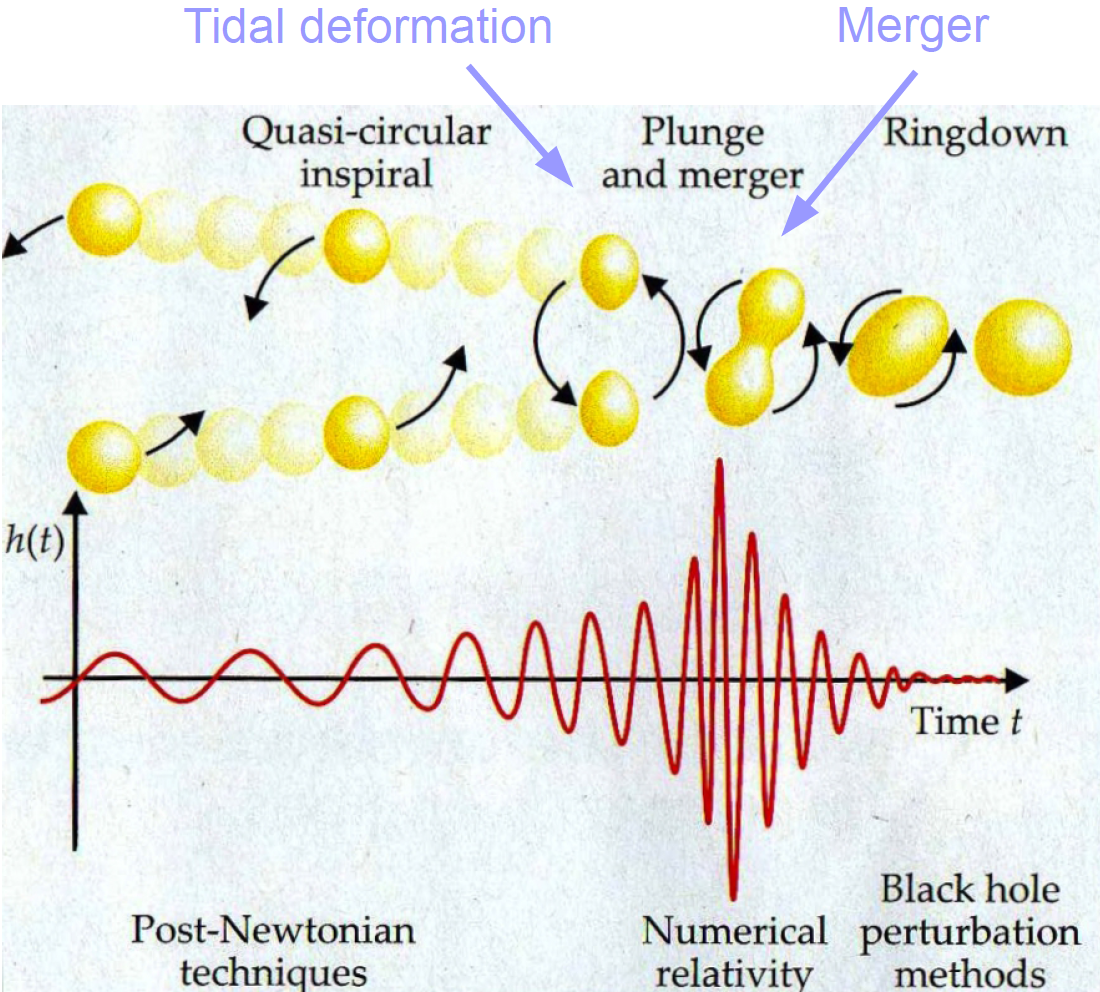 Tidal deformation
Merger
Quasi-circular
inspiral
Plunge
and merger
Ringdown
h(t)
Time t
Post-Newtonian
techniques
Numerical
relativity
Black hole
perturbation
methods